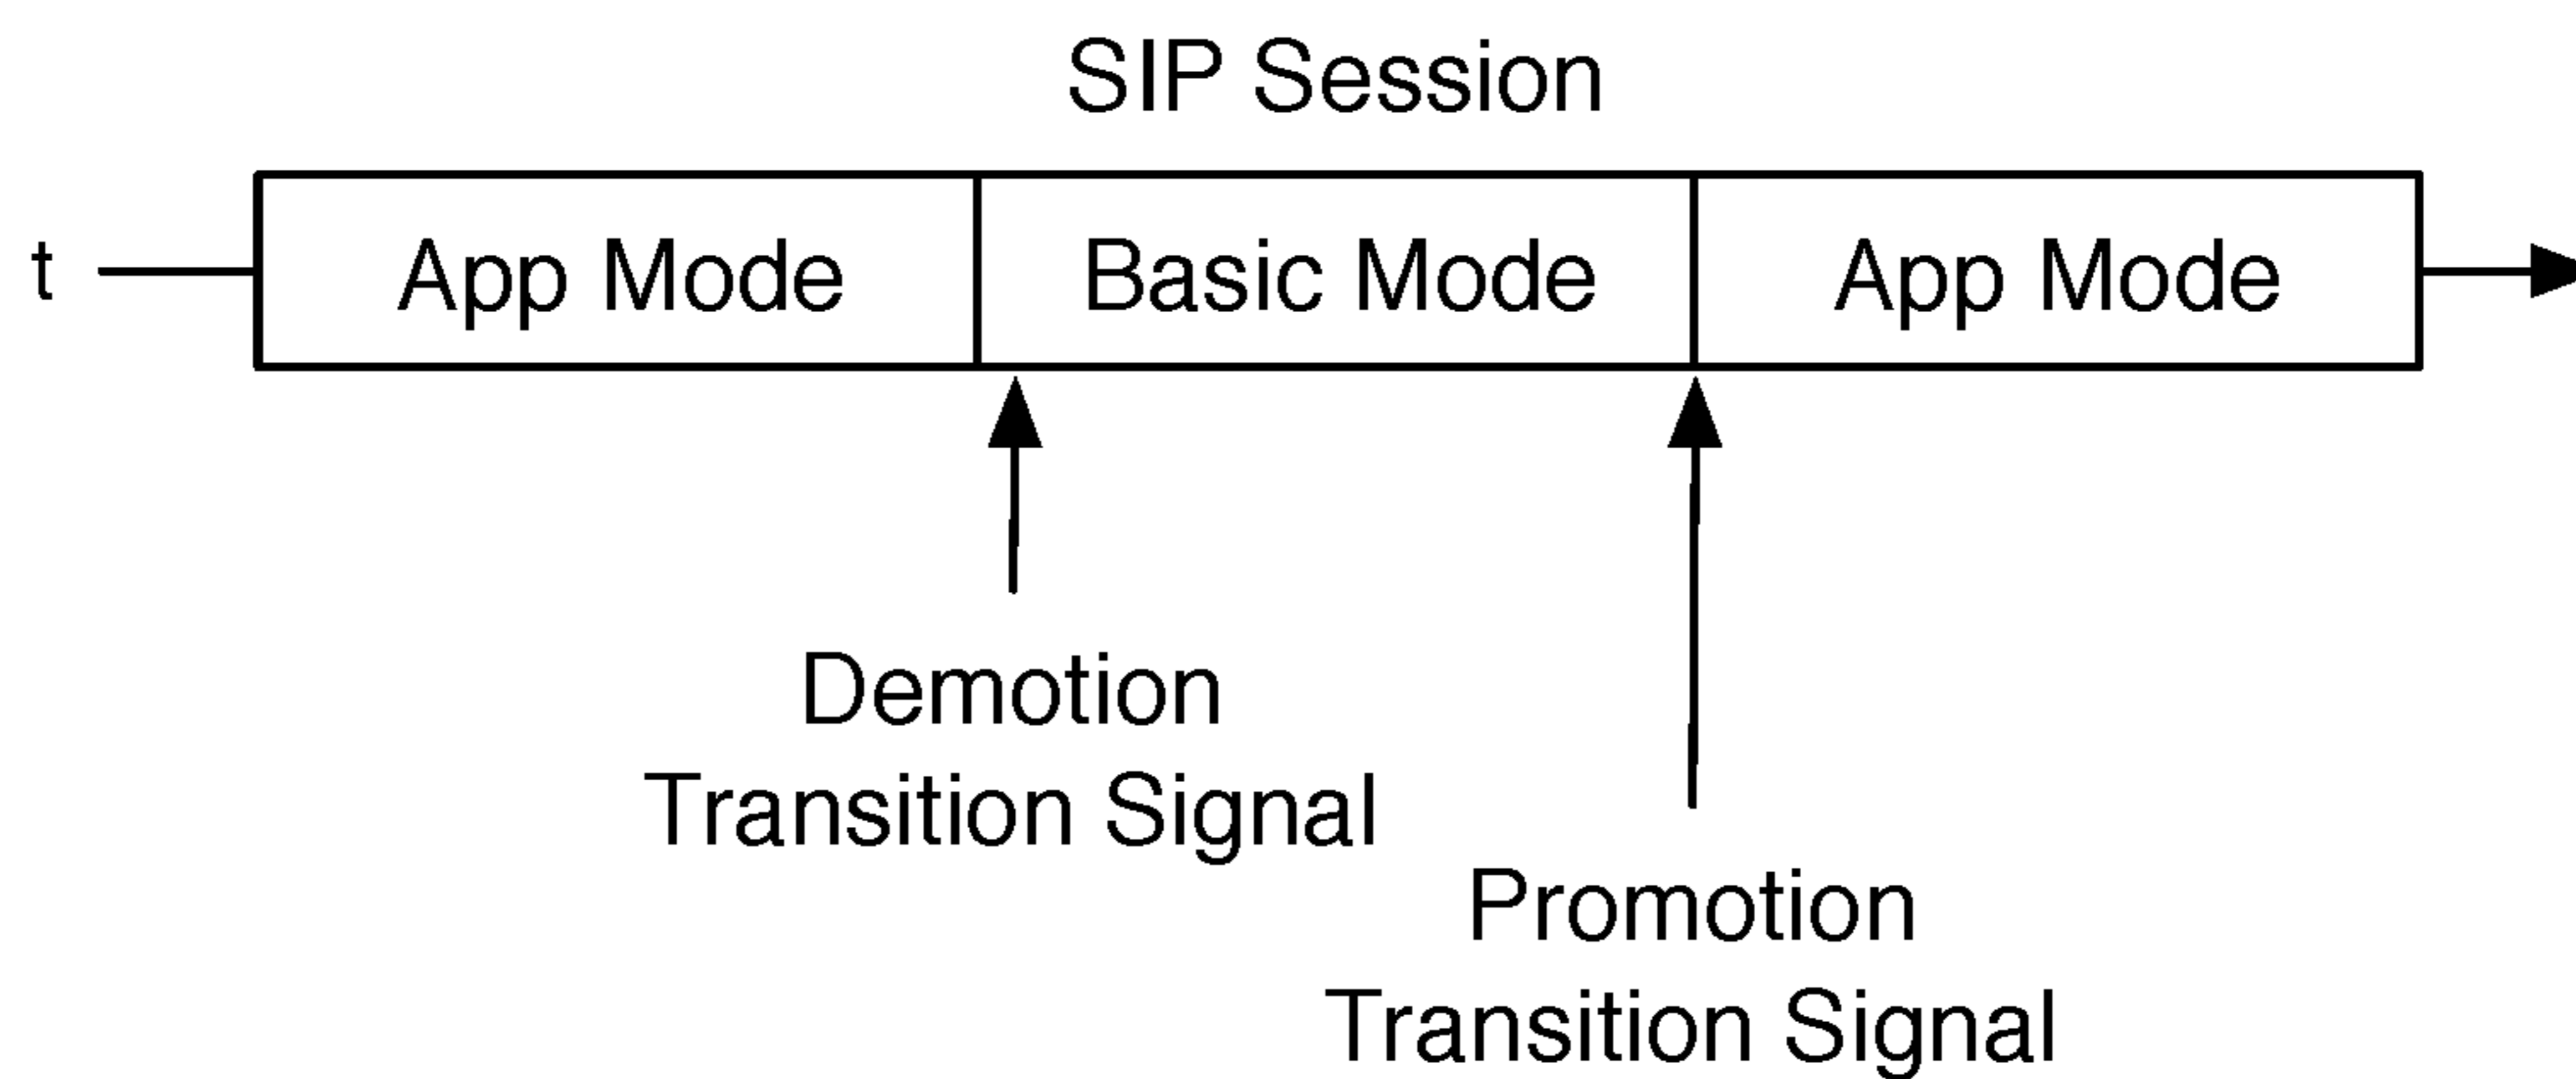 SIP Session
t
App Mode
Basic Mode
App Mode
Demotion
Transition Signal
Promotion
Transition Signal